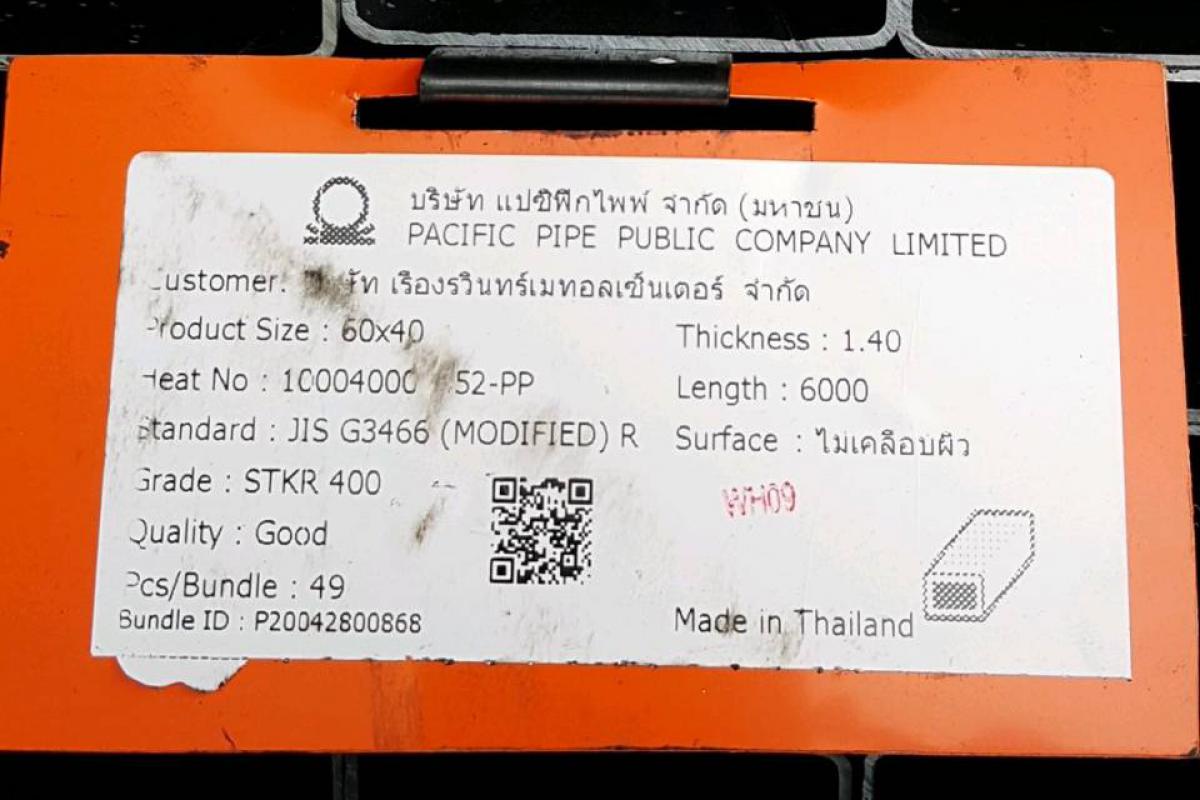 บริษัท แปซิฟิกไพพ์ จำกัด (มหาชน)
PACIFIC PIPE PUBLIC COMPANY LIMITED
Customer: เรืองรวินทร์เมทอลเซ็นเตอร์ จำกัด
Product Size : 60x40
Thickness : 1.40
Heat No :
Length : 6000
Standard : JIS G3466 (MODIFIED) R
Surface : ไม่เคลือบผิว
Grade : STKR 400
WH09
Quality : Good
Pcs/Bundle : 49
Bundle ID : P20042800868
Made in Thailand